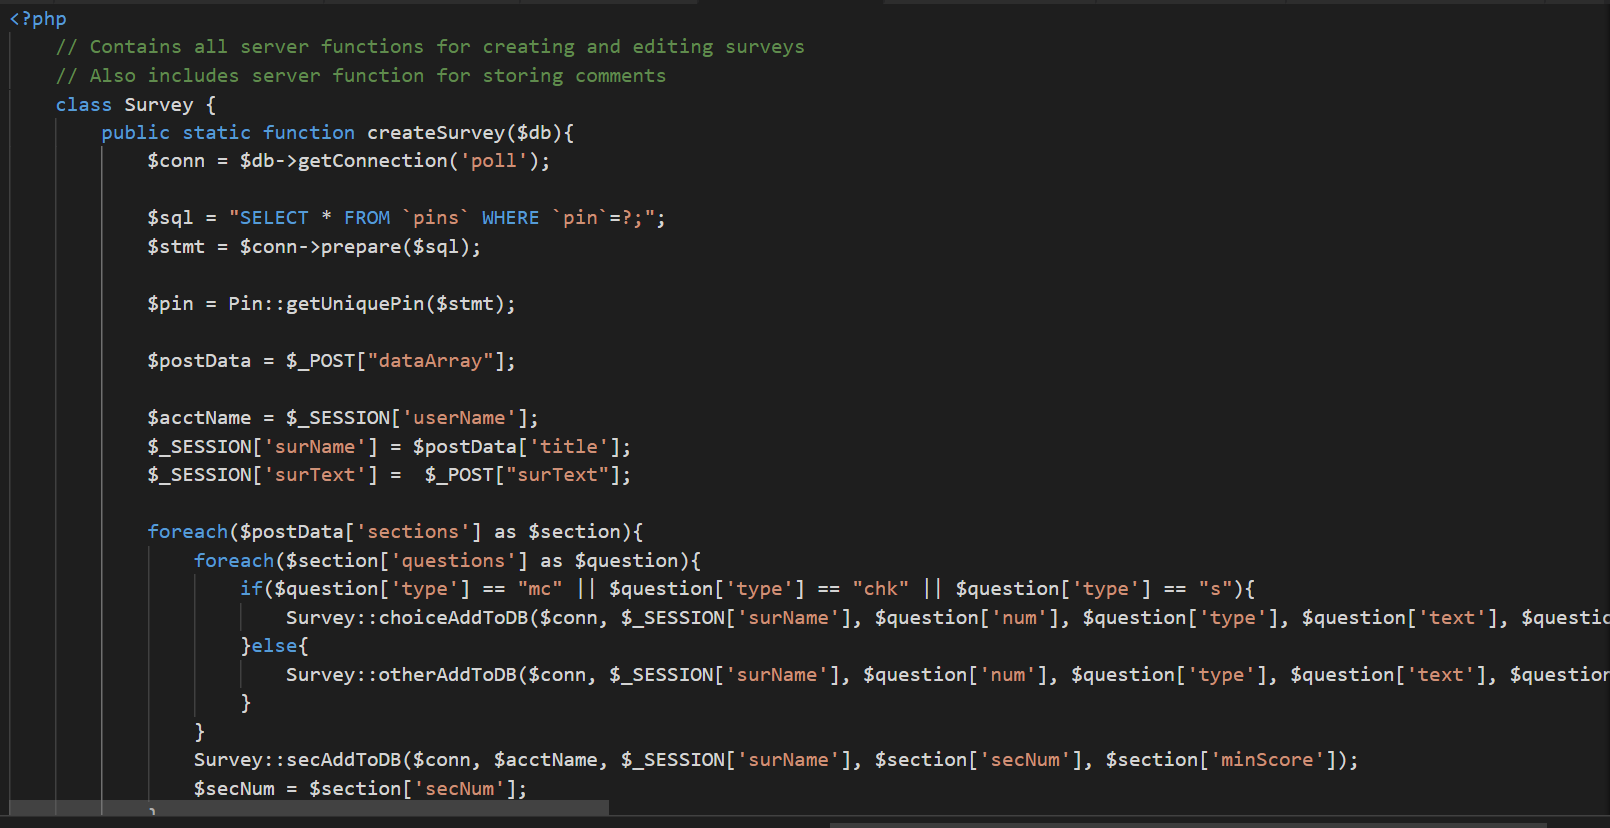 <?php
// Contains all server functions for creating and editing surveys
// Also includes server function for storing comments
class Survey {
public static function createSurvey($db){
$conn = $db->getConnection('poll');
$sql = "SELECT * FROM `pins` WHERE `pin`=?;";
$stmt = $conn->prepare($sql);
$pin = Pin::getUniquePin($stmt);
$postData = $_POST["dataArray"];
$acctName = $_SESSION['userName'];
$_SESSION['surName'] = $postData['title'];
$_SESSION['surText'] =  $_POST["surText"];
foreach($postData['sections'] as $section){
foreach($section['questions'] as $question){
if($question['type'] == "mc" || $question['type'] == "chk" || $question['type'] == "s"){
Survey::choiceAddToDB($conn, $_SESSION['surName'], $question['num'], $question['type'], $question['text'],
}else{
Survey::otherAddToDB($conn, $_SESSION['surName'], $question['num'], $question['type'], $question['text'], $question
}
}
Survey::secAddToDB($conn, $acctName, $_SESSION['surName'], $section['secNum'], $section['minScore']);
$secNum = $section['secNum'];